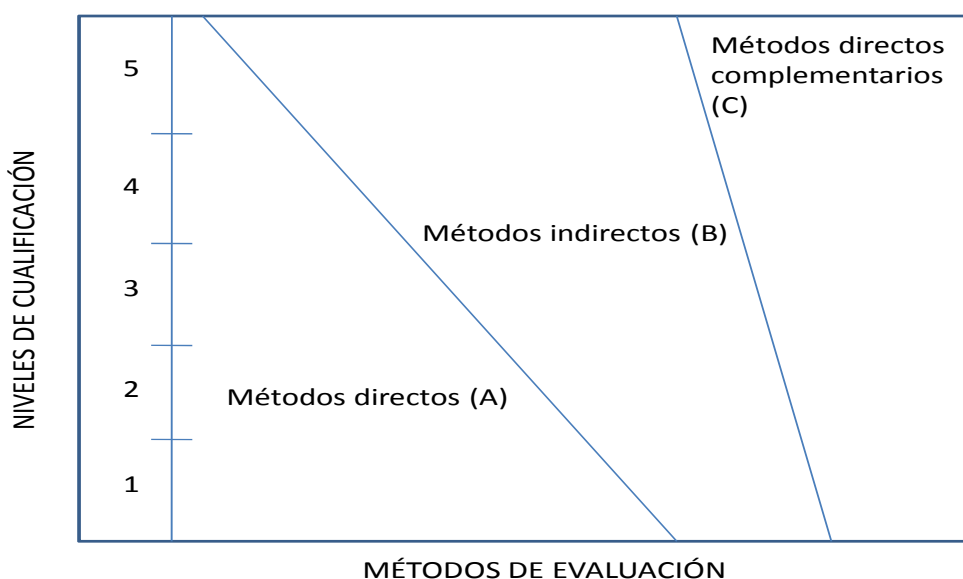 NIVELES DE CUALIFICACIÓN
5
4
3
2
1
Métodos directos
complementarios
(C)
Métodos indirectos (B)
Métodos directos (A)
MÉTODOS DE EVALUACIÓN